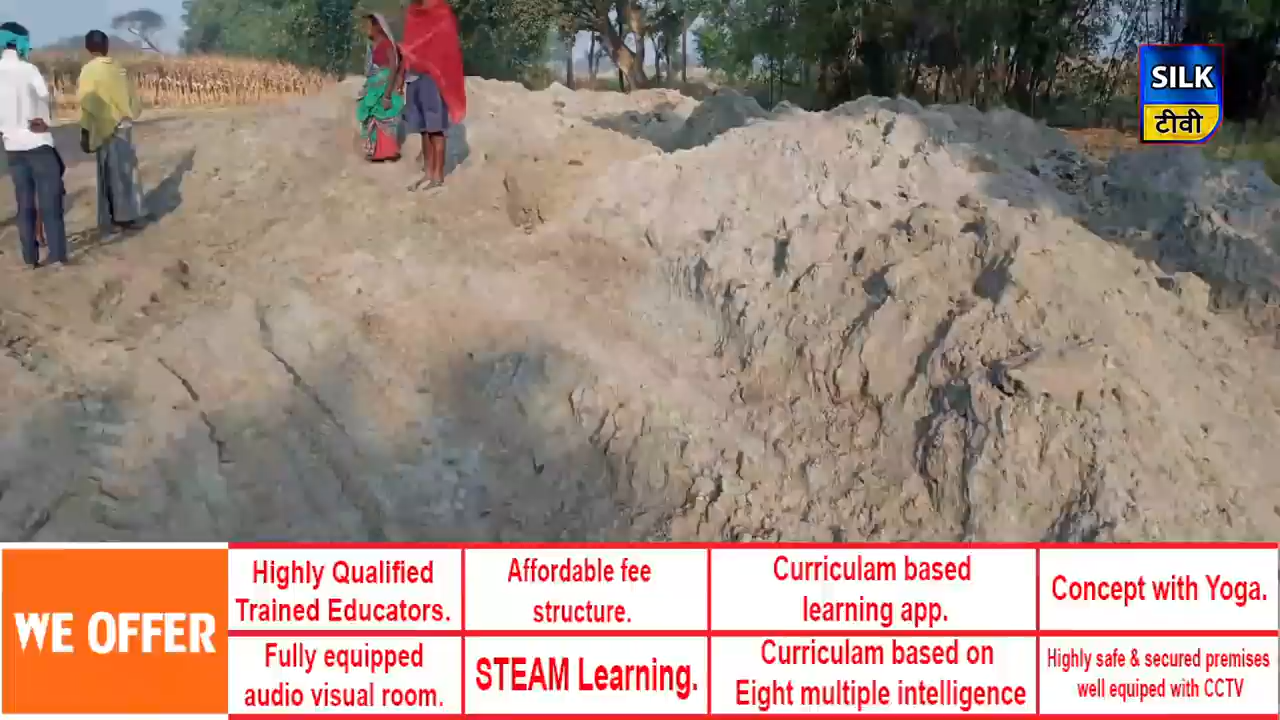 SILK
टीवी
WE OFFER
Highly Qualified
Trained Educators.
Affordable fee
structure.
Curriculam based
learning app.
Concept with Yoga.
Fully equipped
audio visual room.
STEAM Learning.
Curriculam based on
Eight multiple intelligence
Highly safe & secured premises
well equiped with CCTV